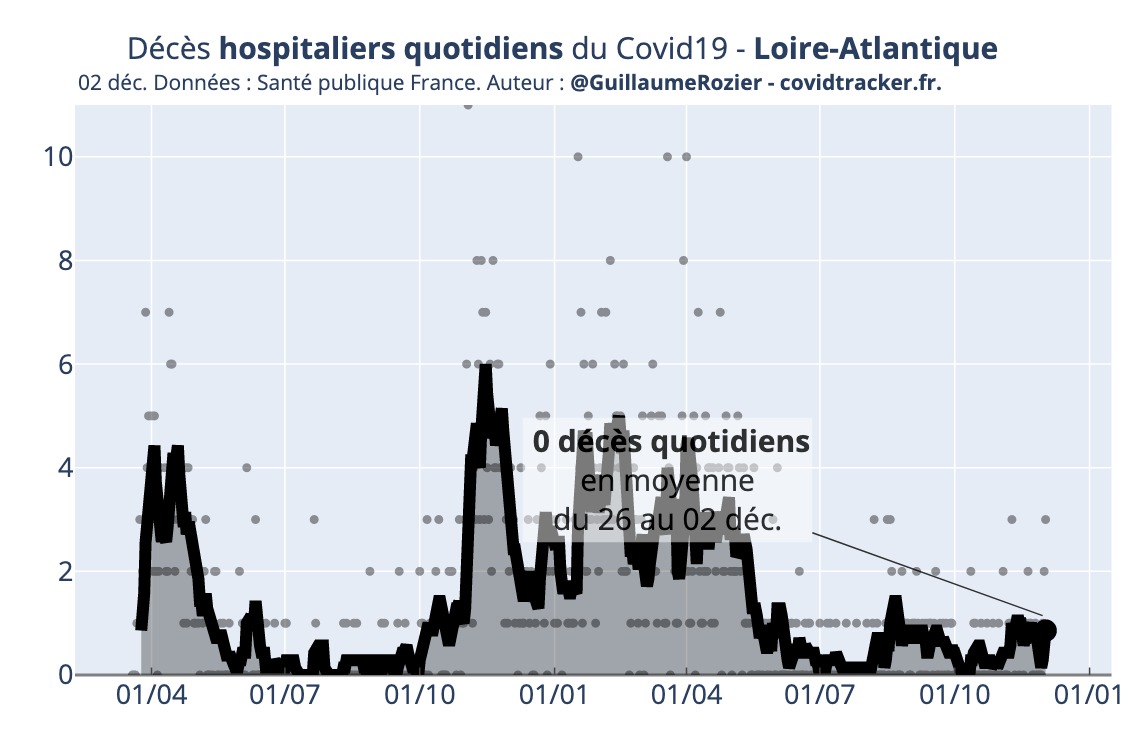 Décès hospitaliers quotidiens du Covid19 - Loire-Atlantique
02 déc. Données : Santé publique France. Auteur : @GuillaumeRozier - covidtracker.fr.
10
8
6
4
2
0
0 décès quotidiens
en moyenne
du 26 au 02 déc.
01/04 01/07 01/10 01/01 01/04 01/07 01/10 01/01